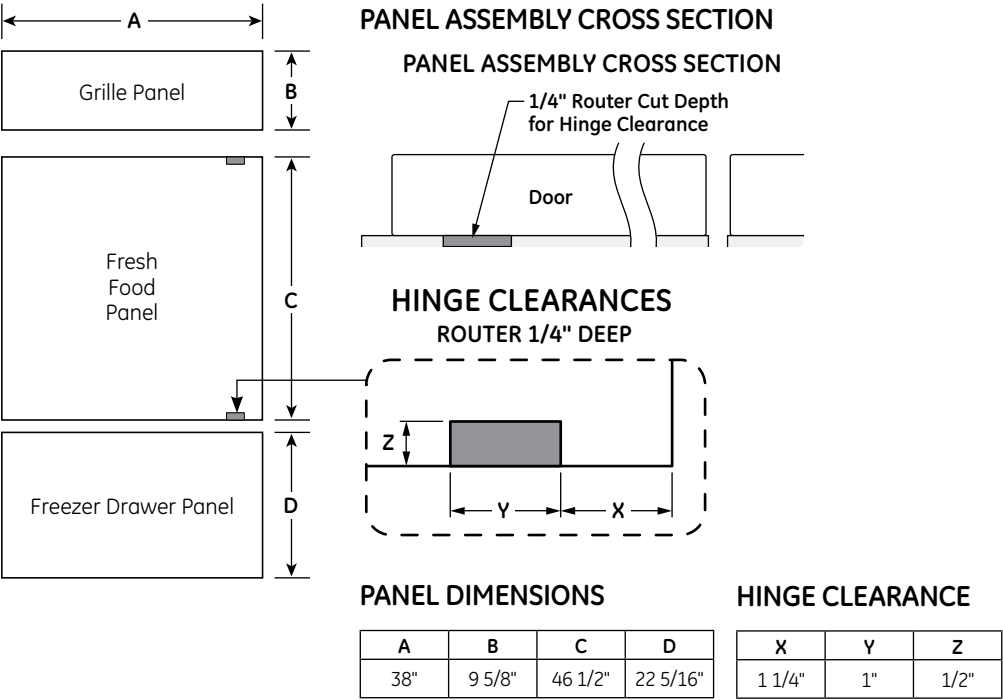 A
Grille Panel
B
Fresh
Food
Panel
C
Freezer Drawer Panel
D
PANEL ASSEMBLY CROSS SECTION
PANEL ASSEMBLY CROSS SECTION
1/4" Router Cut Depth
for Hinge Clearance
Door
HINGE CLEARANCES
ROUTER 1/4" DEEP
Z
Y
X
PANEL DIMENSIONS
A B C D
38" 9 5/8" 46 1/2" 22 5/16"
HINGE CLEARANCE
X Y Z
1 1/4" 1" 1/2"